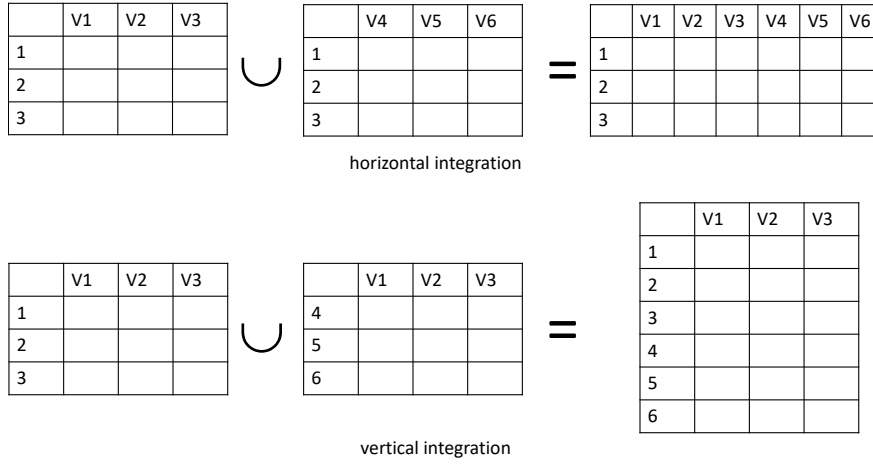 V1 V2 V3 V4 V5 V6 V1 V2 V3 V4 V5 V6
1 ∪ 1 = 1
2 2 2
3 3 3
horizontal integration
V1 V2 V3
1
V1 V2 V3 V1 V2 V3 2
1 4 3
2 ∪ 5 = 4
3 6 5
6
vertical integration